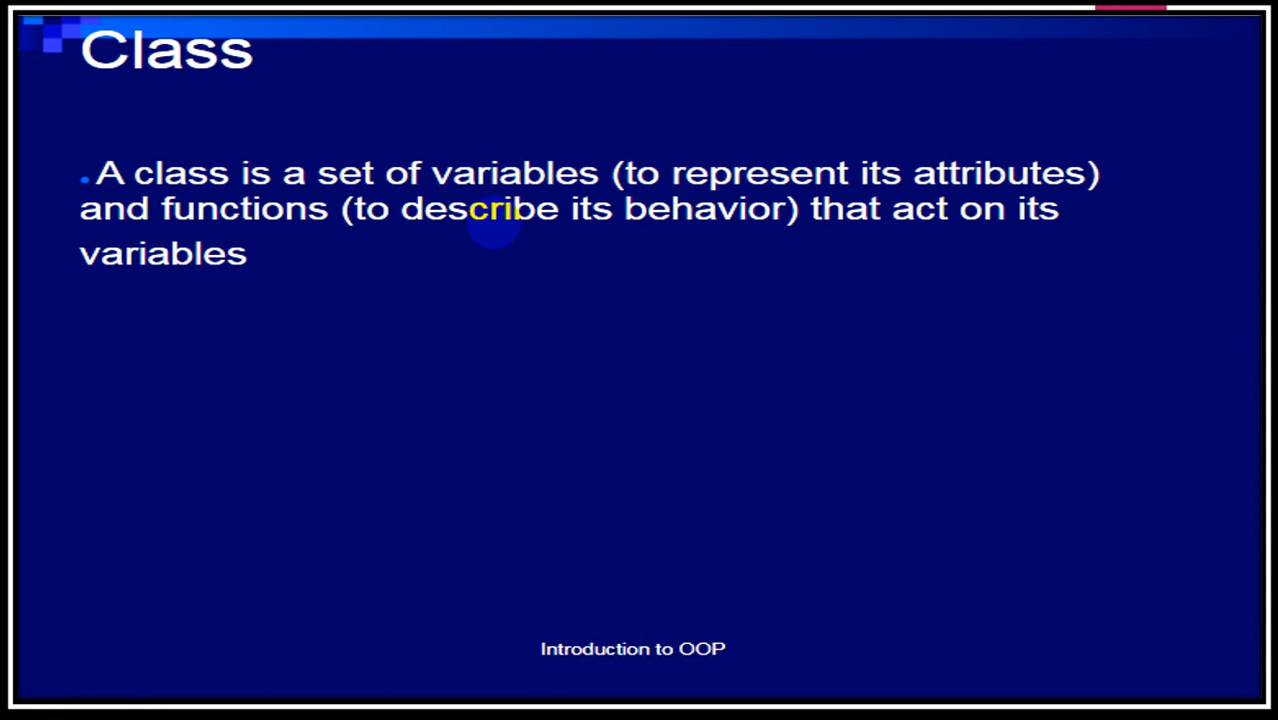 Class
. A class is a set of variables (to represent its attributes)
and functions (to describe its behavior) that act on its
variables
Introduction to OOP